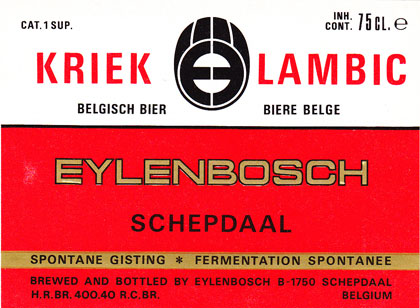 CAT. 1 SUP.
INH. CONT. 75 CL. e
KRIEK LAMBIC
BELGISCH BIER BIERE BELGE
EYLENBOSCH
SCHEPDAAL
SPONTANE GISTING * FERMENTATION SPONTANEE
BREWED AND BOTTLED BY EYLENBOSCH B-1750 SCHEPDAAL
H.R.BR. 400.40 R.C.BR. BELGIUM